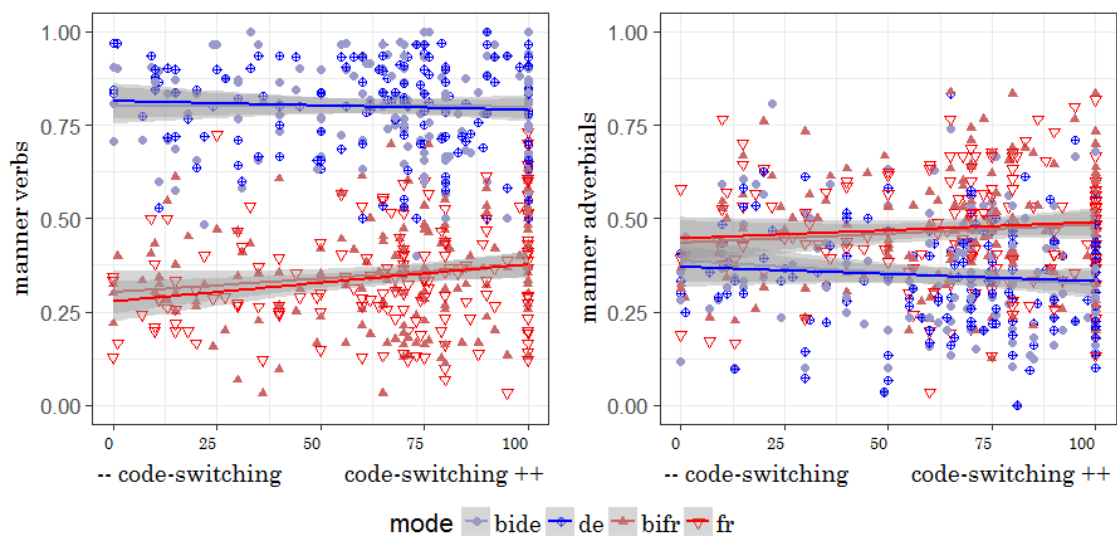 manner verbs
1.00
0.75
0.50
0.25
0.00
0 25 50 75 100
-- code-switching code-switching ++
manner adverbials
1.00
0.75
0.50
0.25
0.00
0 25 50 75 100
-- code-switching code-switching ++
mode bide de bifr fr